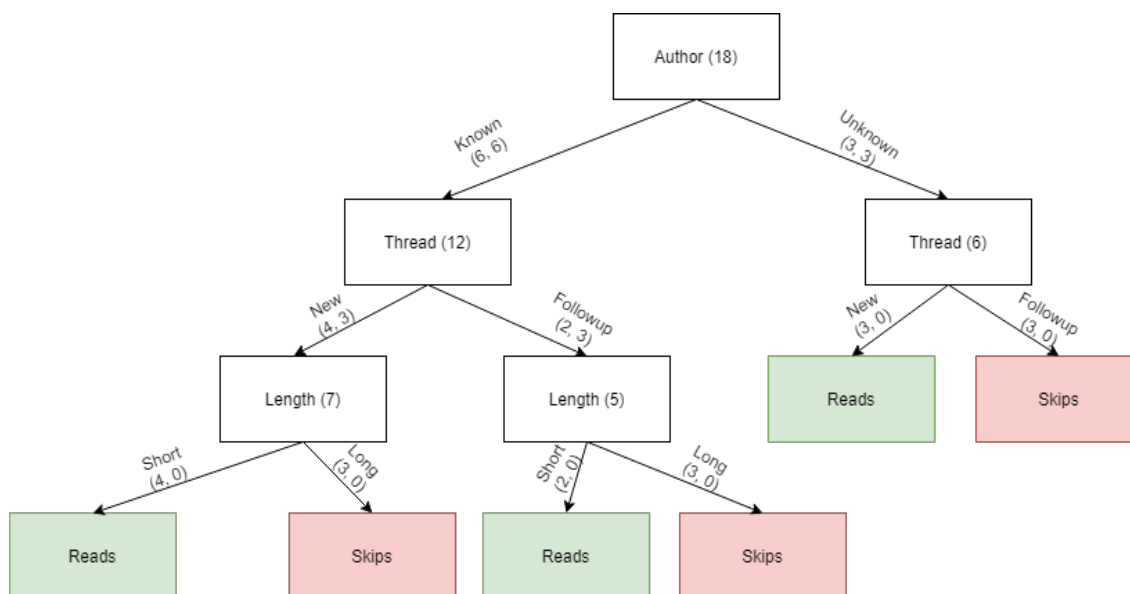 Author (18)
Known
(6, 6)
Unknown
(3, 3)
Thread (12)
Thread (6)
New
(4, 3)
Followup
(2, 3)
New
(3, 0)
Followup
(3, 0)
Length (7)
Length (5)
Reads
Skips
Short
(4, 0)
Long
(3, 0)
Short
(2, 0)
Long
(3, 0)
Reads
Skips
Reads
Skips